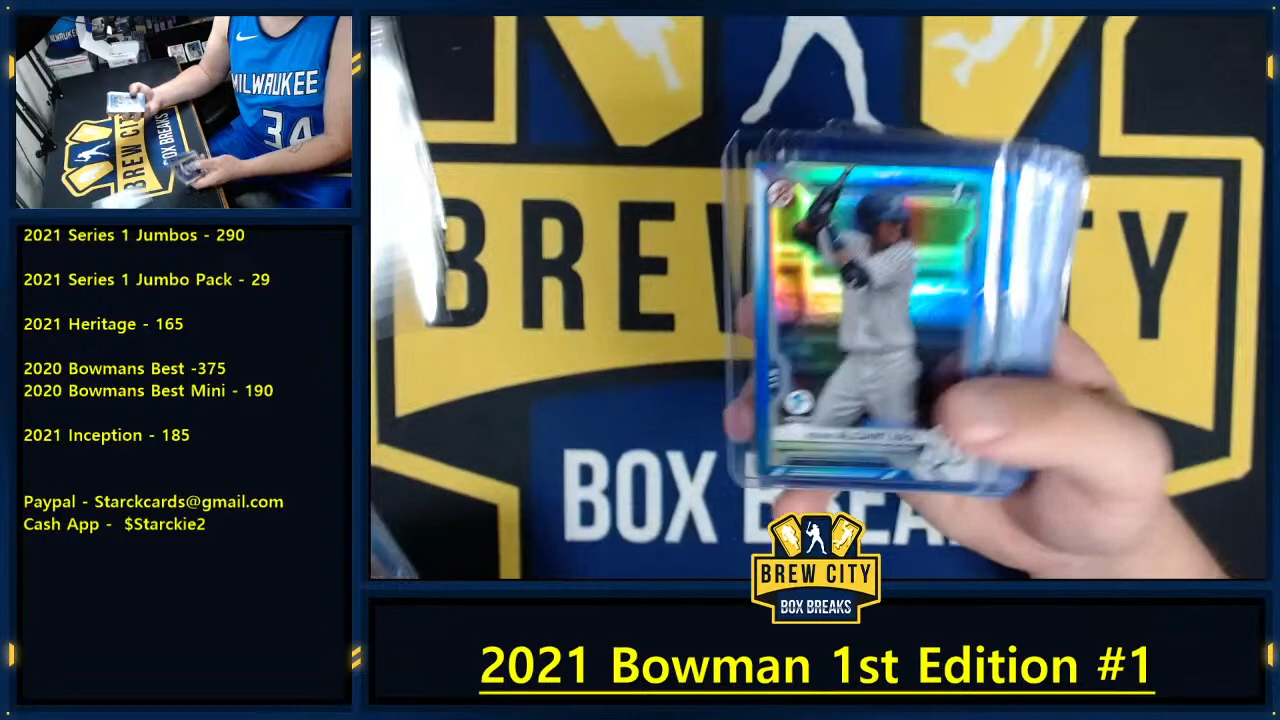 MILWAUKEE
34
BREW CITY
BOX BREAKS
2021 Series 1 Jumbos - 290
2021 Series 1 Jumbo Pack - 29
2021 Heritage - 165
2020 Bowmans Best -375
2020 Bowmans Best Mini - 190
2021 Inception - 185
Paypal - Starckcards@gmail.com
Cash App - $Starckie2
BREW CITY
BOX BREA
BREW CITY
BOX BREAKS
2021 Bowman 1st Edition #1